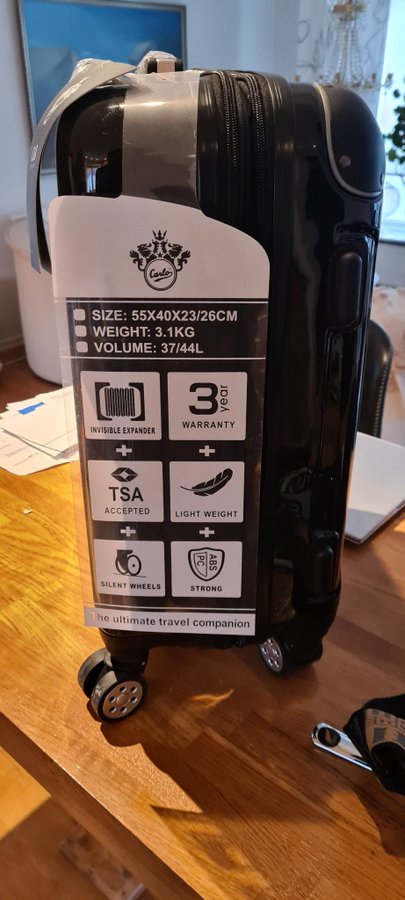 Carlo
SIZE: 55X40X23/26CM
WEIGHT: 3.1KG
VOLUME: 37/44L
INVISIBLE EXPANDER
3 year
WARRANTY
TSA
ACCEPTED
LIGHT WEIGHT
SILENT WHEELS
ABS
PC
STRONG
The ultimate travel companion